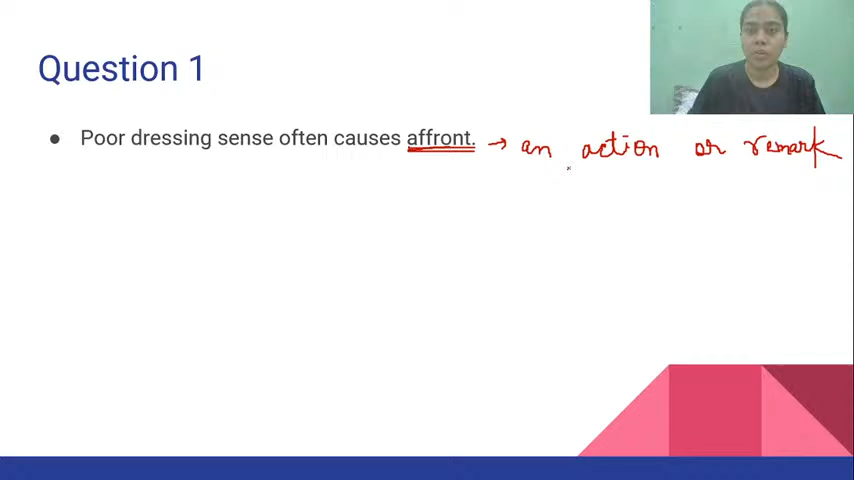 Question 1
● Poor dressing sense often causes affront. → an action or remark